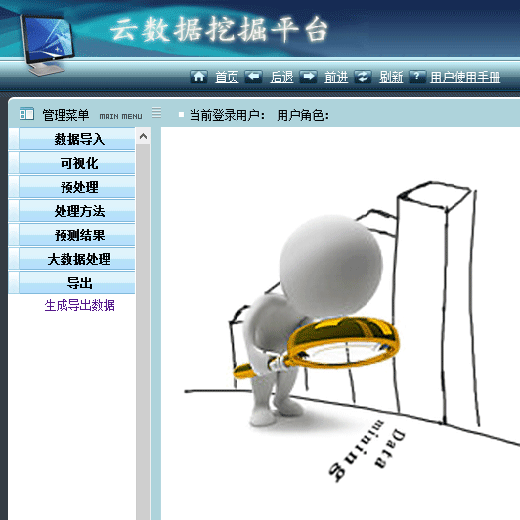 云数据挖掘平台
首页 后退 前进 刷新 ? 用户使用手册
管理菜单 MAIN MENU
当前登录用户： 用户角色：
数据导入
可视化
预处理
处理方法
预测结果
大数据处理
导出
生成导出数据
Data
mining